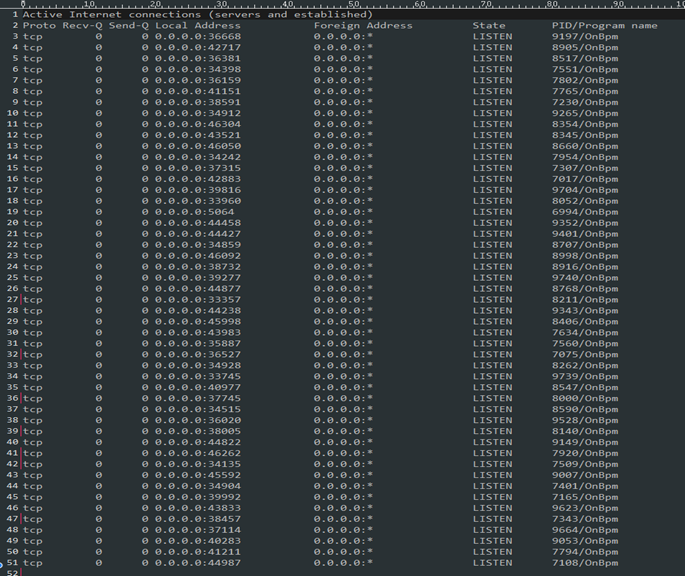 0 10 20 30 40 50 60 70 80 90 10
1 Active Internet connections (servers and established)
2 Proto Recv-Q Send-Q Local Address Foreign Address State PID/Program name
3 tcp 0 0 0.0.0.0:36668 0.0.0.0:* LISTEN 9197/OnBpm
4 tcp 0 0 0.0.0.0:42717 0.0.0.0:* LISTEN 8905/OnBpm
5 tcp 0 0 0.0.0.0:36381 0.0.0.0:* LISTEN 8517/OnBpm
6 tcp 0 0 0.0.0.0:34398 0.0.0.0:* LISTEN 7551/OnBpm
7 tcp 0 0 0.0.0.0:36159 0.0.0.0:* LISTEN 7802/OnBpm
8 tcp 0 0 0.0.0.0:41151 0.0.0.0:* LISTEN 7765/OnBpm
9 tcp 0 0 0.0.0.0:38591 0.0.0.0:* LISTEN 7230/OnBpm
10 tcp 0 0 0.0.0.0:34912 0.0.0.0:* LISTEN 9265/OnBpm
11 tcp 0 0 0.0.0.0:46304 0.0.0.0:* LISTEN 8354/OnBpm
12 tcp 0 0 0.0.0.0:43521 0.0.0.0:* LISTEN 8345/OnBpm
13 tcp 0 0 0.0.0.0:46050 0.0.0.0:* LISTEN 8660/OnBpm
14 tcp 0 0 0.0.0.0:34242 0.0.0.0:* LISTEN 7954/OnBpm
15 tcp 0 0 0.0.0.0:37315 0.0.0.0:* LISTEN 7307/OnBpm
16 tcp 0 0 0.0.0.0:42883 0.0.0.0:* LISTEN 7017/OnBpm
17 tcp 0 0 0.0.0.0:39816 0.0.0.0:* LISTEN 9704/OnBpm
18 tcp 0 0 0.0.0.0:33960 0.0.0.0:* LISTEN 8052/OnBpm
19 tcp 0 0 0.0.0.0:5064 0.0.0.0:* LISTEN 6994/OnBpm
20 tcp 0 0 0.0.0.0:44458 0.0.0.0:* LISTEN 9352/OnBpm
21 tcp 0 0 0.0.0.0:44427 0.0.0.0:* LISTEN 9401/OnBpm
22 tcp 0 0 0.0.0.0:34859 0.0.0.0:* LISTEN 8707/OnBpm
23 tcp 0 0 0.0.0.0:46092 0.0.0.0:* LISTEN 8998/OnBpm
24 tcp 0 0 0.0.0.0:38732 0.0.0.0:* LISTEN 8916/OnBpm
25 tcp 0 0 0.0.0.0:39277 0.0.0.0:* LISTEN 9740/OnBpm
26 tcp 0 0 0.0.0.0:44877 0.0.0.0:* LISTEN 8768/OnBpm
27 tcp 0 0 0.0.0.0:33357 0.0.0.0:* LISTEN 8211/OnBpm
28 tcp 0 0 0.0.0.0:44238 0.0.0.0:* LISTEN 9343/OnBpm
29 tcp 0 0 0.0.0.0:45998 0.0.0.0:* LISTEN 8406/OnBpm
30 tcp 0 0 0.0.0.0:43983 0.0.0.0:* LISTEN 7634/OnBpm
31 tcp 0 0 0.0.0.0:35887 0.0.0.0:* LISTEN 7560/OnBpm
32 tcp 0 0 0.0.0.0:36527 0.0.0.0:* LISTEN 7075/OnBpm
33 tcp 0 0 0.0.0.0:34928 0.0.0.0:* LISTEN 8262/OnBpm
34 tcp 0 0 0.0.0.0:33745 0.0.0.0:* LISTEN 9739/OnBpm
35 tcp 0 0 0.0.0.0:40977 0.0.0.0:* LISTEN 8547/OnBpm
36 tcp 0 0 0.0.0.0:37745 0.0.0.0:* LISTEN 8000/OnBpm
37 tcp 0 0 0.0.0.0:34515 0.0.0.0:* LISTEN 8590/OnBpm
38 tcp 0 0 0.0.0.0:36020 0.0.0.0:* LISTEN 9528/OnBpm
39 tcp 0 0 0.0.0.0:38005 0.0.0.0:* LISTEN 8140/OnBpm
40 tcp 0 0 0.0.0.0:44822 0.0.0.0:* LISTEN 9149/OnBpm
41 tcp 0 0 0.0.0.0:46262 0.0.0.0:* LISTEN 7920/OnBpm
42 tcp 0 0 0.0.0.0:34135 0.0.0.0:* LISTEN 7509/OnBpm
43 tcp 0 0 0.0.0.0:45592 0.0.0.0:* LISTEN 9007/OnBpm
44 tcp 0 0 0.0.0.0:34904 0.0.0.0:* LISTEN 7401/OnBpm
45 tcp 0 0 0.0.0.0:39992 0.0.0.0:* LISTEN 7165/OnBpm
46 tcp 0 0 0.0.0.0:43833 0.0.0.0:* LISTEN 9623/OnBpm
47 tcp 0 0 0.0.0.0:38457 0.0.0.0:* LISTEN 7343/OnBpm
48 tcp 0 0 0.0.0.0:37114 0.0.0.0:* LISTEN 9664/OnBpm
49 tcp 0 0 0.0.0.0:40283 0.0.0.0:* LISTEN 9053/OnBpm
50 tcp 0 0 0.0.0.0:41211 0.0.0.0:* LISTEN 7794/OnBpm
51 tcp 0 0 0.0.0.0:44987 0.0.0.0:* LISTEN 7108/OnBpm
52